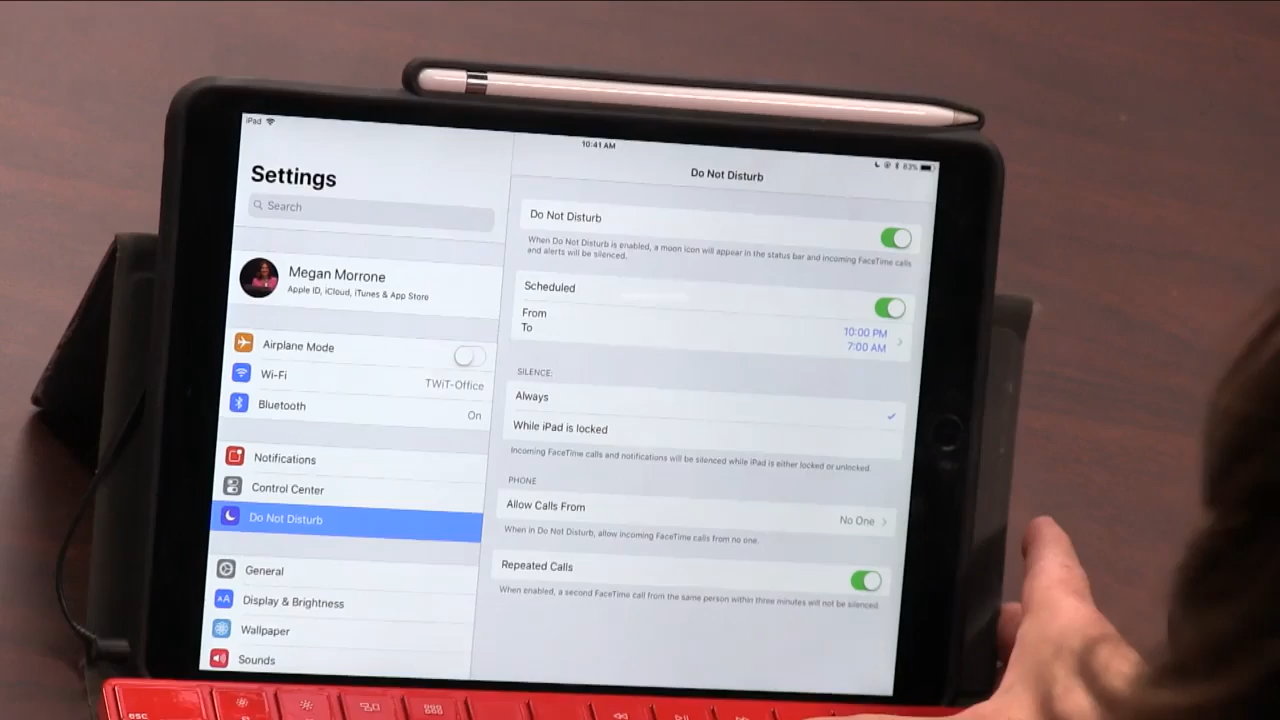 iPad
10:41 AM
83%
Settings
Search
Megan Morrone
Apple ID, iCloud, iTunes & App Store
Airplane Mode
Wi-Fi
TWiT-Office
Bluetooth
On
Notifications
Control Center
Do Not Disturb
General
AA
Display & Brightness
Wallpaper
Sounds
Do Not Disturb
Do Not Disturb
When Do Not Disturb is enabled, a moon icon will appear in the status bar and incoming FaceTime calls
and alerts will be silenced.
Scheduled
From
10:00 PM
To
7:00 AM
SILENCE:
Always
While iPad is locked
Incoming FaceTime calls and notifications will be silenced while iPad is either locked or unlocked.
PHONE
Allow Calls From
No One
When in Do Not Disturb, allow incoming FaceTime calls from no one.
Repeated Calls
When enabled, a second FaceTime call from the same person within three minutes will not be silenced.
esc